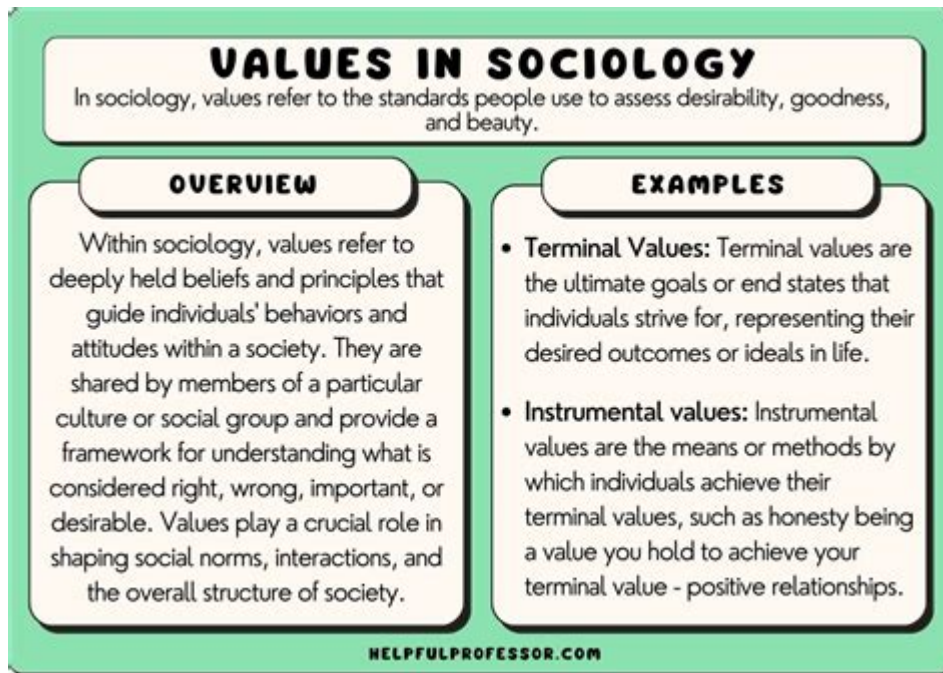 VALUES IN SOCIOLOGY
In sociology, values refer to the standards people use to assess desirability, goodness,
and beauty.
OVERVIEW
Within sociology, values refer to
deeply held beliefs and principles that
guide individuals' behaviors and
attitudes within a society. They are
shared by members of a particular
culture or social group and provide a
framework for understanding what is
considered right, wrong, important, or
desirable. Values play a crucial role in
shaping social norms, interactions, and
the overall structure of society.
EXAMPLES
• Terminal Values: Terminal values are
the ultimate goals or end states that
individuals strive for, representing their
desired outcomes or ideals in life.
• Instrumental values: Instrumental
values are the means or methods by
which individuals achieve their
terminal values, such as honesty being
a value you hold to achieve your
terminal value - positive relationships.
HELPFULPROFESSOR.COM